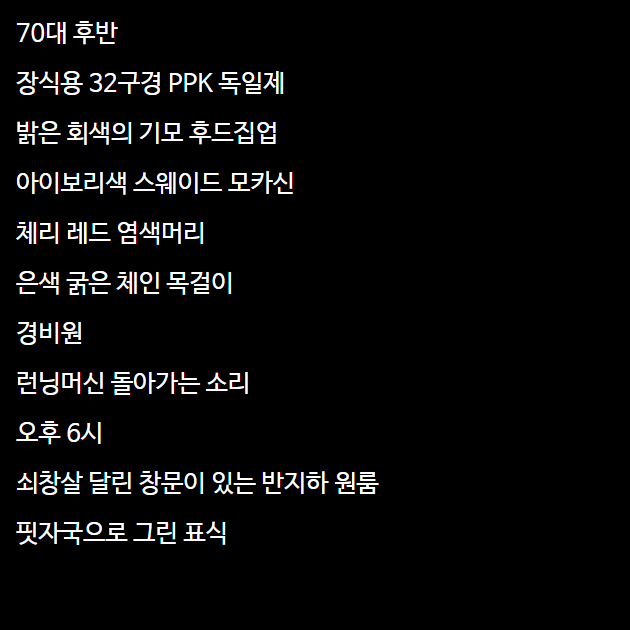 70대 후반
장식용 32구경 PPK 독일제
밝은 회색의 기모 후드집업
아이보리색 스웨이드 모카신
체리 레드 염색머리
은색 굵은 체인 목걸이
경비원
런닝머신 돌아가는 소리
오후 6시
쇠창살 달린 창문이 있는 반지하 원룸
핏자국으로 그린 표식